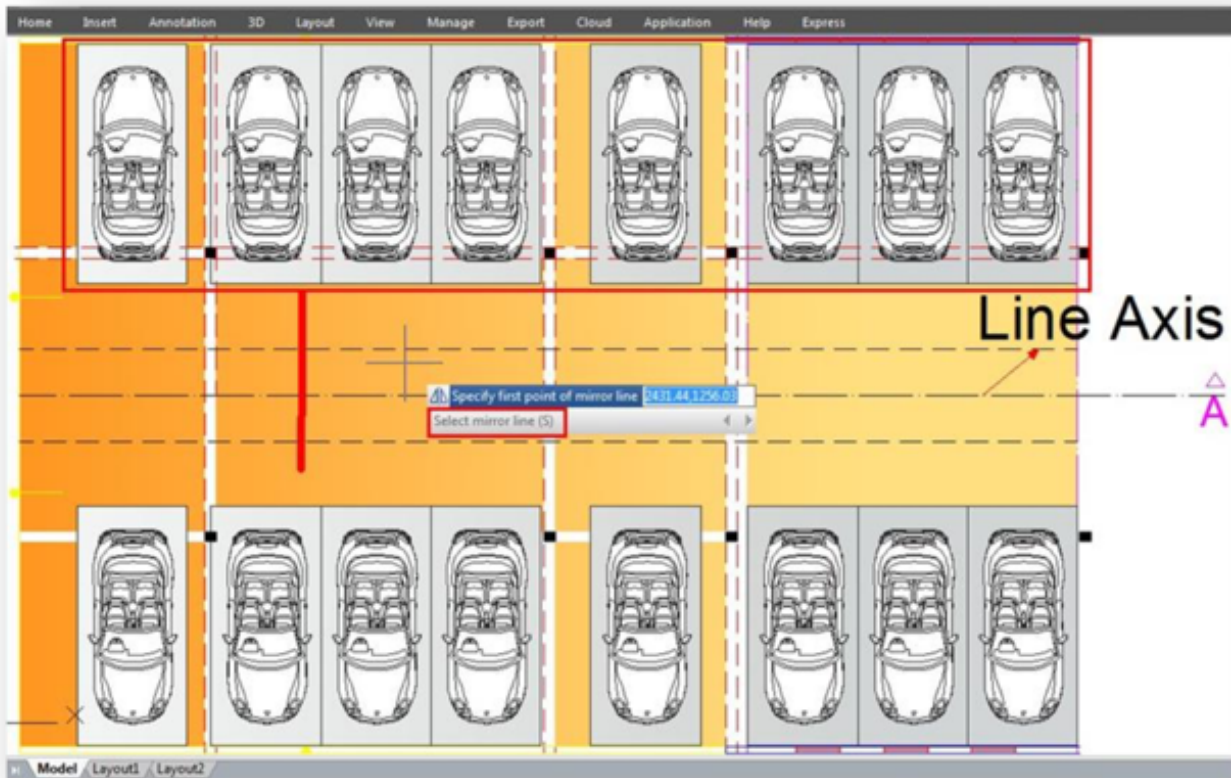 Home Insert Annotation 3D Layout View Manage Export Cloud Application Help Express
Line Axis
Specify first point of mirror line 2431.44,1256.03
Select mirror line (S)
A
Model Layout1 Layout2